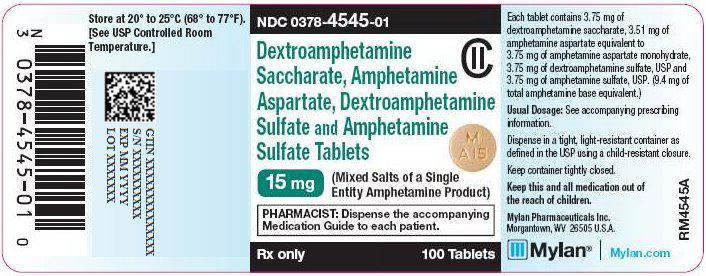 Store at 20° to 25°C (68° to 77°F).
[See USP Controlled Room
Temperature.]
N
3 0378-4545-01 0
GTIN XXXXXXXXXXXXXX
S/N XXXXXXXXXXXX
EXP MM YYYY
LOT XXXXXXX
NDC 0378-4545-01
CII
Dextroamphetamine
Saccharate, Amphetamine
Aspartate, Dextroamphetamine
Sulfate and Amphetamine
Sulfate Tablets
M
A15
15 mg
(Mixed Salts of a Single
Entity Amphetamine Product)
PHARMACIST: Dispense the accompanying
Medication Guide to each patient.
Rx only
100 Tablets
Each tablet contains 3.75 mg of
dextroamphetamine saccharate, 3.51 mg of
amphetamine aspartate equivalent to
3.75 mg of amphetamine aspartate monohydrate,
3.75 mg of dextroamphetamine sulfate, USP and
3.75 mg of amphetamine sulfate, USP. (9.4 mg of
total amphetamine base equivalent.)
Usual Dosage: See accompanying prescribing
information.
Dispense in a tight, light-resistant container as
defined in the USP using a child-resistant closure.
Keep container tightly closed.
Keep this and all medication out of
the reach of children.
Mylan Pharmaceuticals Inc.
Morgantown, WV 26505 U.S.A.
Mylan®
Mylan.com
RM4545A